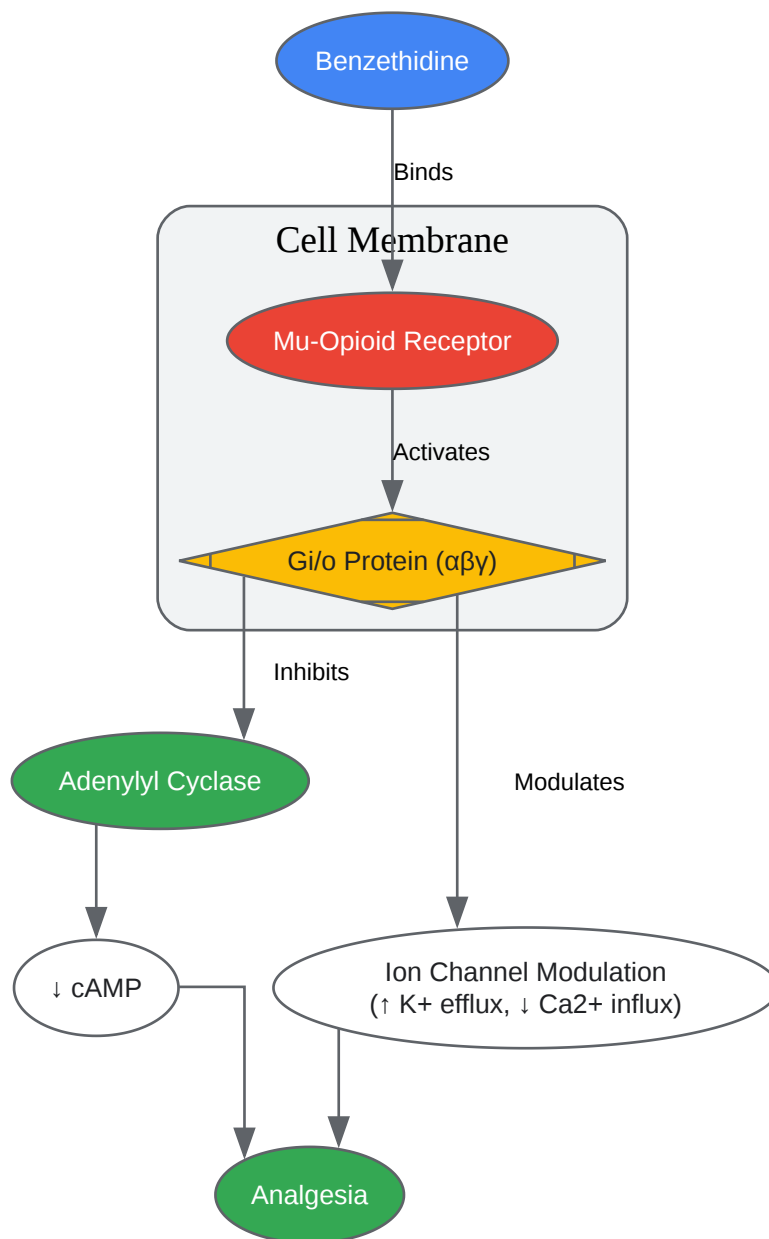 Benzethidine
Binds
Cell Membrane
Mu-Opioid Receptor
Activates
Gi/o Protein (αβγ)
Inhibits
Adenylyl Cyclase
Modulates
↓ cAMP
Ion Channel Modulation
(↑ K+ efflux, ↓ Ca2+ influx)
Analgesia